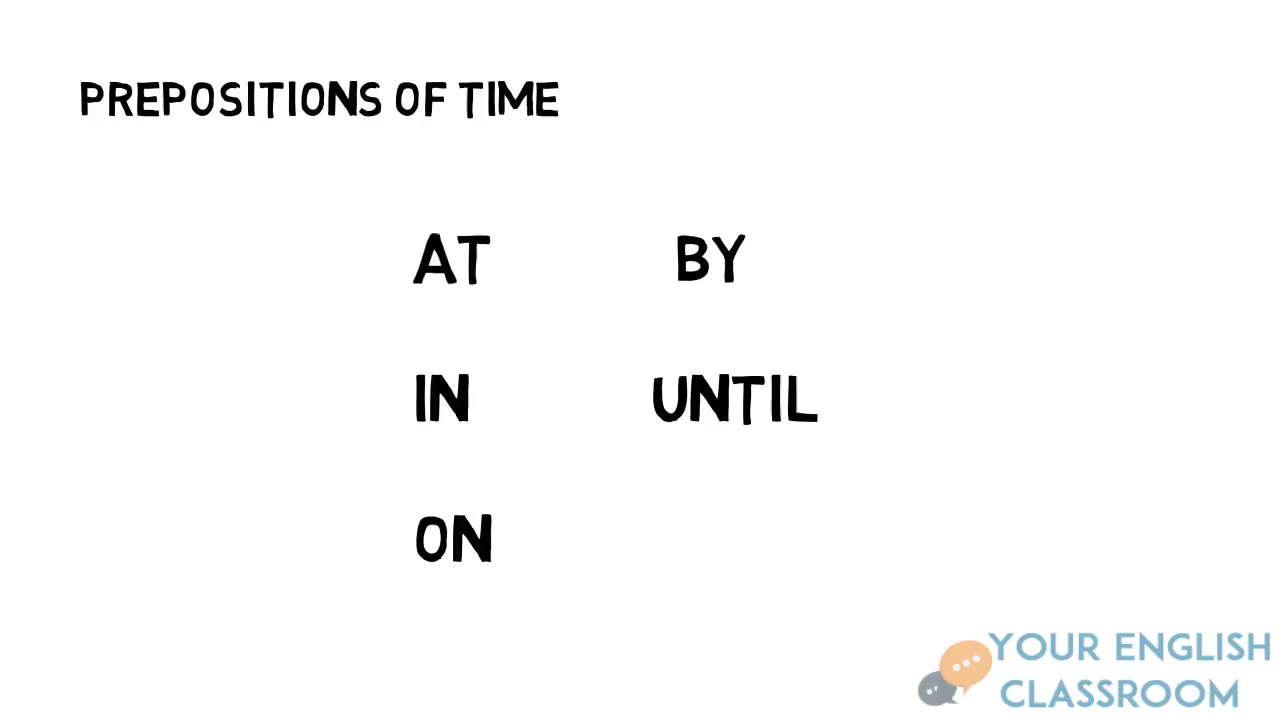 PREPOSITIONS OF TIME
AT BY
IN UNTIL
ON
YOUR ENGLISH
CLASSROOM